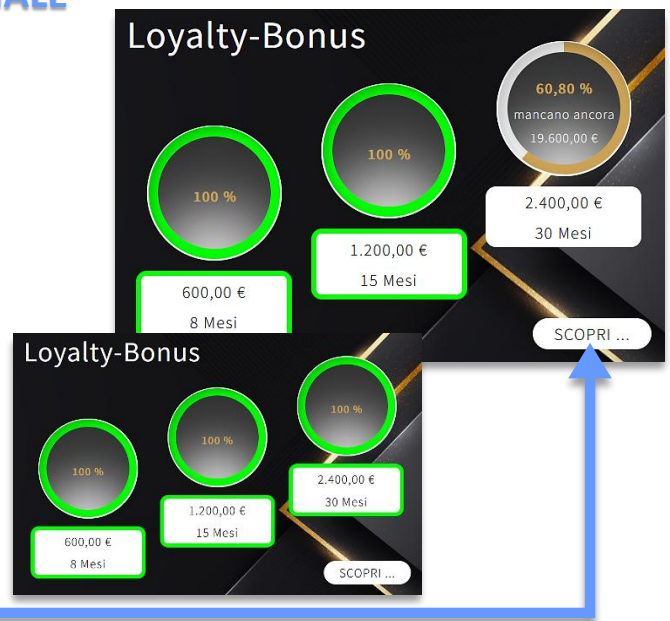 Loyalty-Bonus
60,80 %
mancano ancora
19.600,00 €
100 %
100 %
2.400,00 €
30 Mesi
1.200,00 €
15 Mesi
600,00 €
8 Mesi
SCOPRI ...
Loyalty-Bonus
100 %
100 %
100 %
2.400,00 €
30 Mesi
1.200,00 €
15 Mesi
600,00 €
8 Mesi
SCOPRI ...